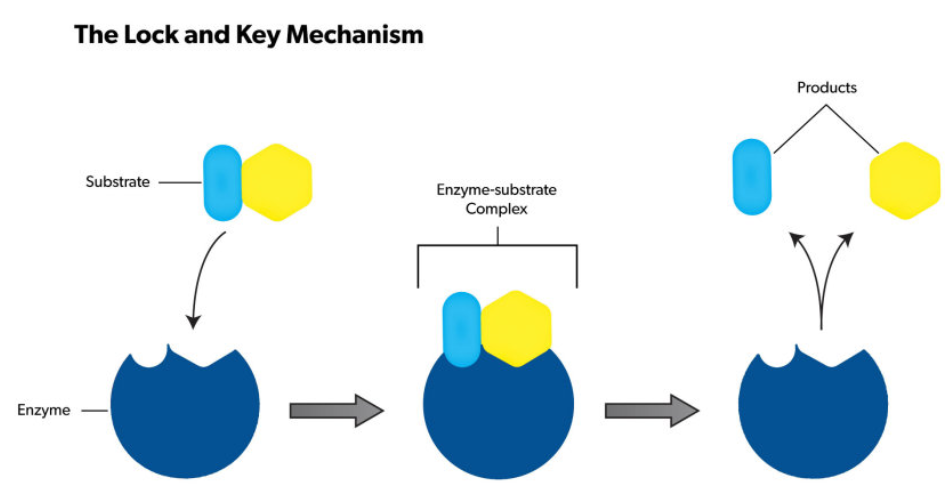 The Lock and Key Mechanism
Products
Substrate
Enzyme-substrate
Complex
Enzyme